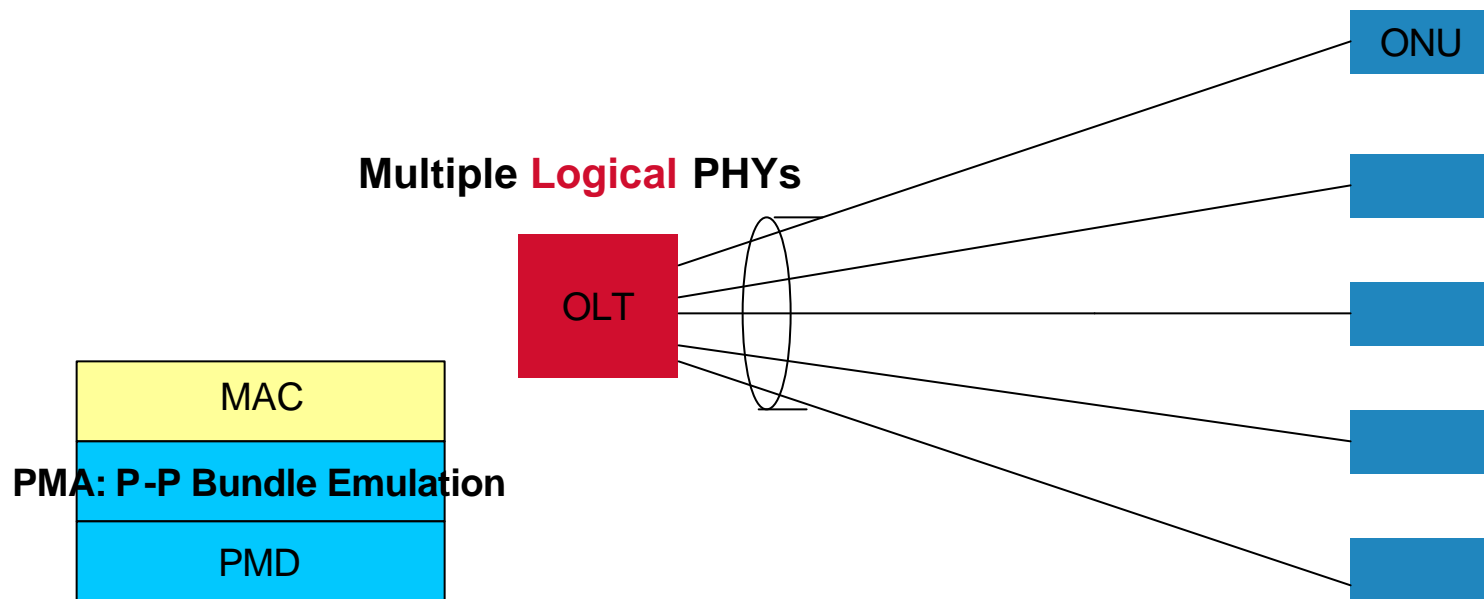 ONU
Multiple Logical PHYs
OLT
MAC
PMA: P-P Bundle Emulation
PMD